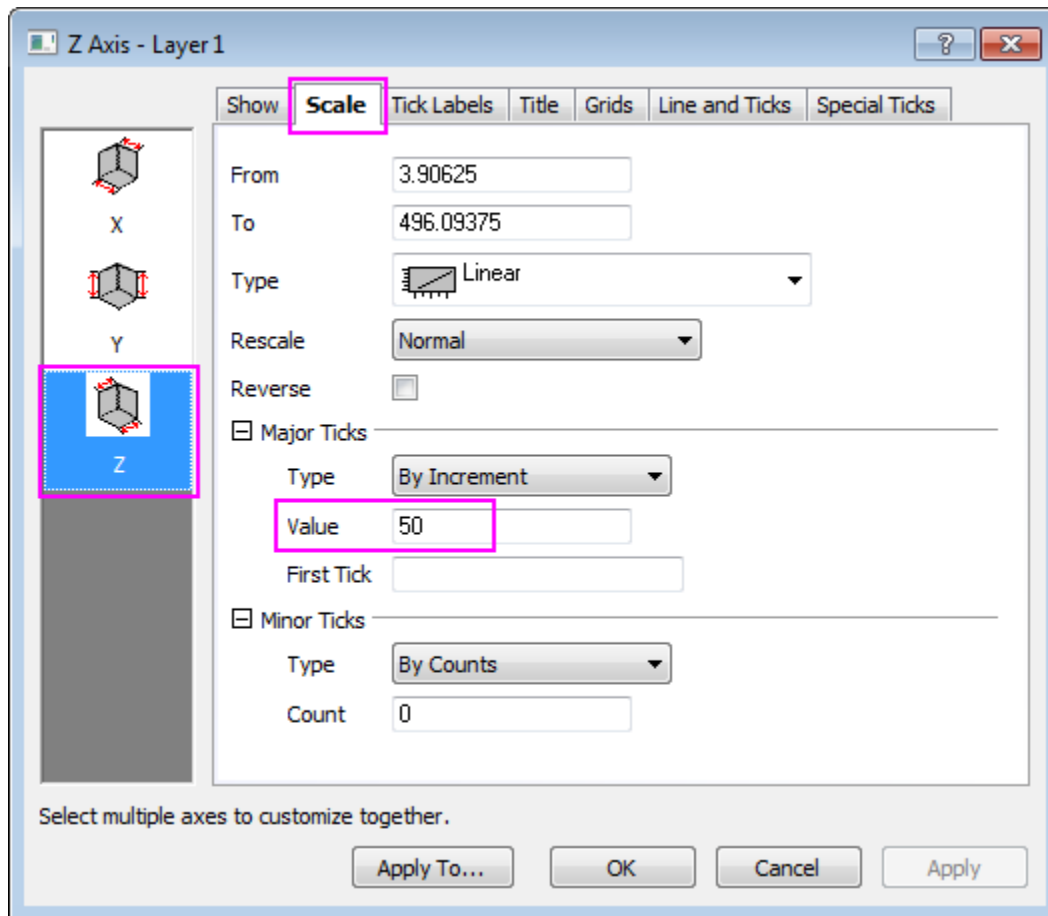 Z Axis - Layer 1
Show Scale Tick Labels Title Grids Line and Ticks Special Ticks
X
Y
Z
From 3.90625
To 496.09375
Type Linear
Rescale Normal
Reverse
Major Ticks
Type By Increment
Value 50
First Tick
Minor Ticks
Type By Counts
Count 0
Select multiple axes to customize together.
Apply To... OK Cancel Apply